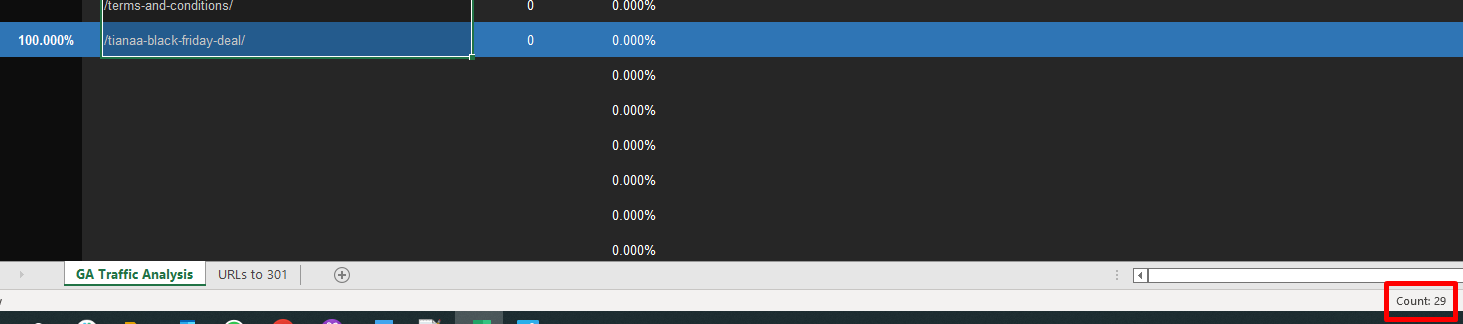 /terms-and-conditions/ 0 0.000%
100.000% /tianaa-black-friday-deal/ 0 0.000%
0.000%
0.000%
0.000%
0.000%
0.000%
0.000%
GA Traffic Analysis URLs to 301
Count: 29